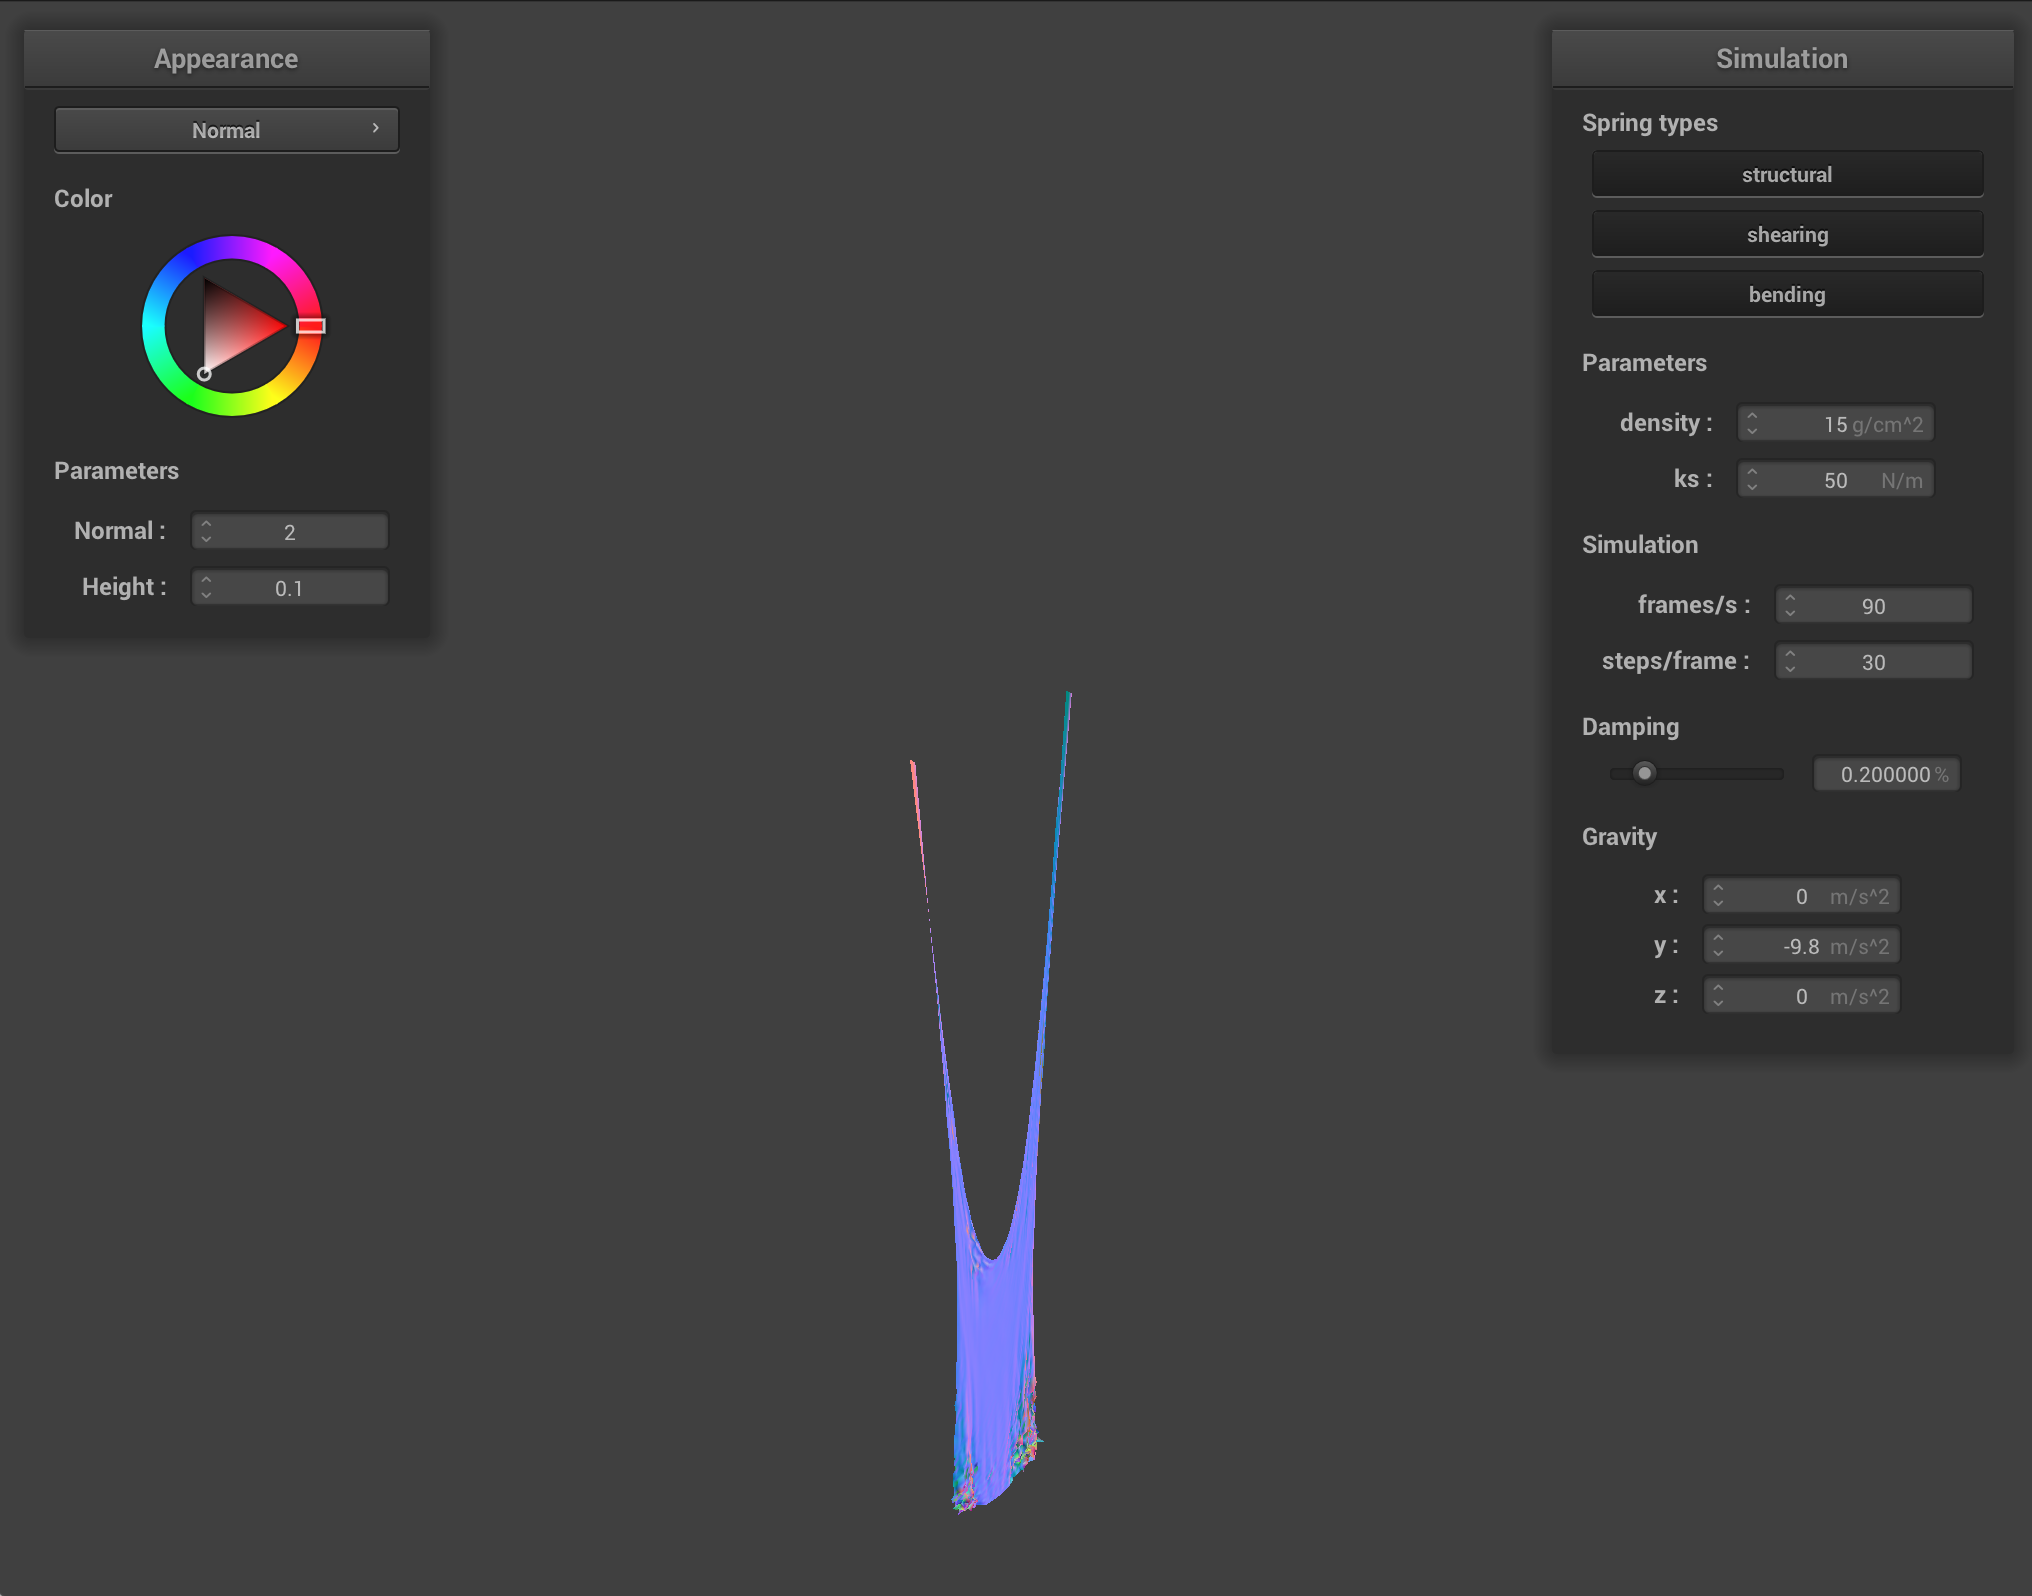 Appearance
Normal
Color
Parameters
Normal : 2
Height : 0.1
Simulation
Spring types
structural
shearing
bending
Parameters
density : 15 g/cm^2
ks : 50 N/m
Simulation
frames/s : 90
steps/frame : 30
Damping
0.200000 %
Gravity
x : 0 m/s^2
y : -9.8 m/s^2
z : 0 m/s^2